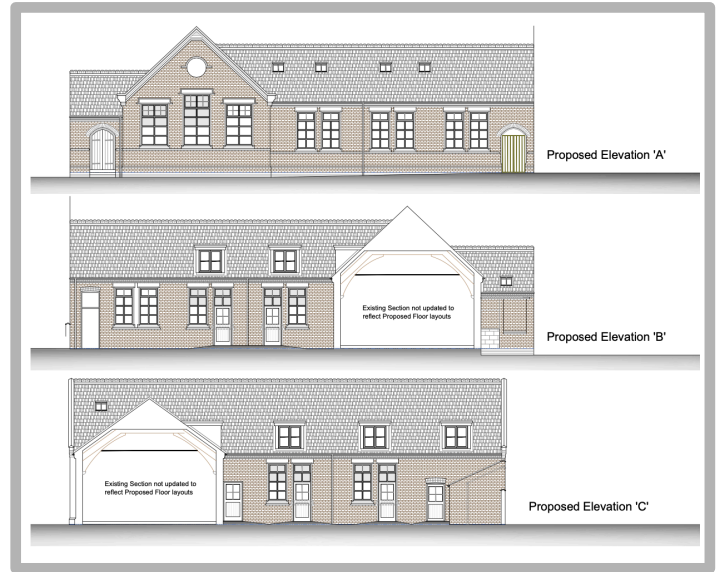 Proposed Elevation 'A'
Existing Section not updated to
reflect Proposed Floor layouts
Proposed Elevation 'B'
Existing Section not updated to
reflect Proposed Floor layouts
Proposed Elevation 'C'